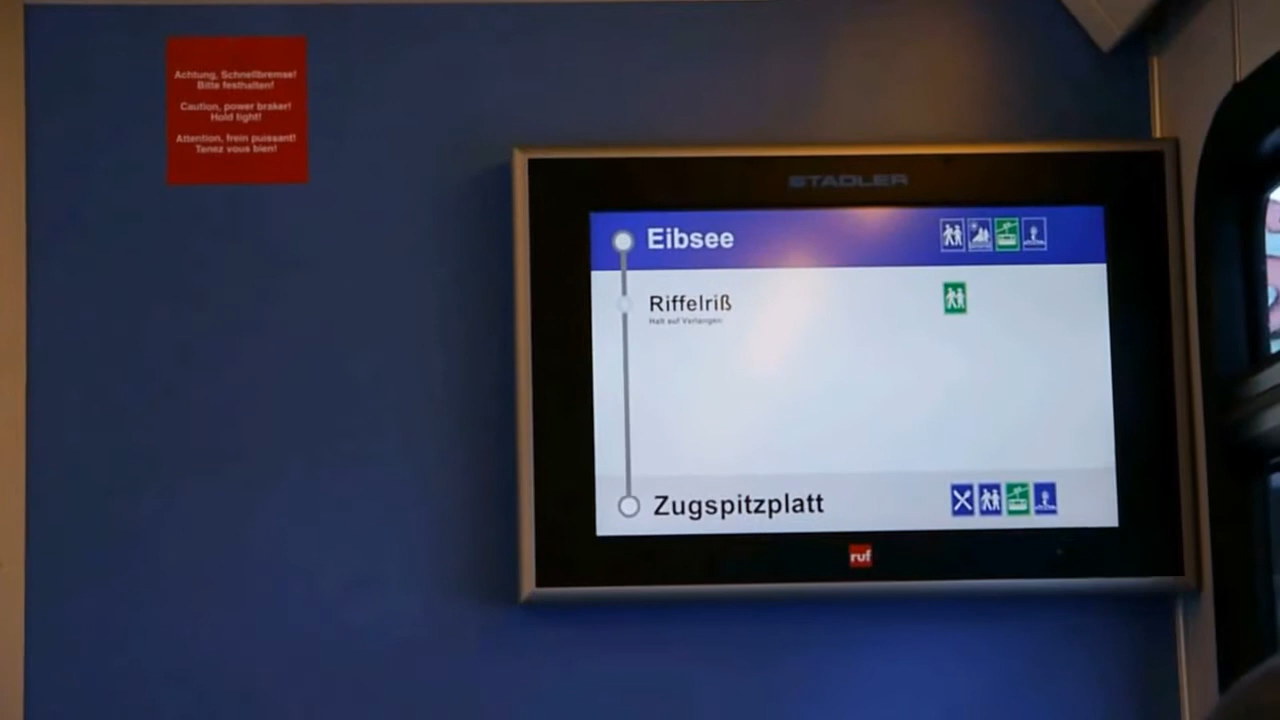 Achtung, Schnellbremse!
Bitte festhalten!
Caution, power braker!
Hold tight!
Attention, frein puissant!
Tenez vous bien!
STADLER
Eibsee
Riffelriß
Halt auf Verlangen
Zugspitzplatt
ruf